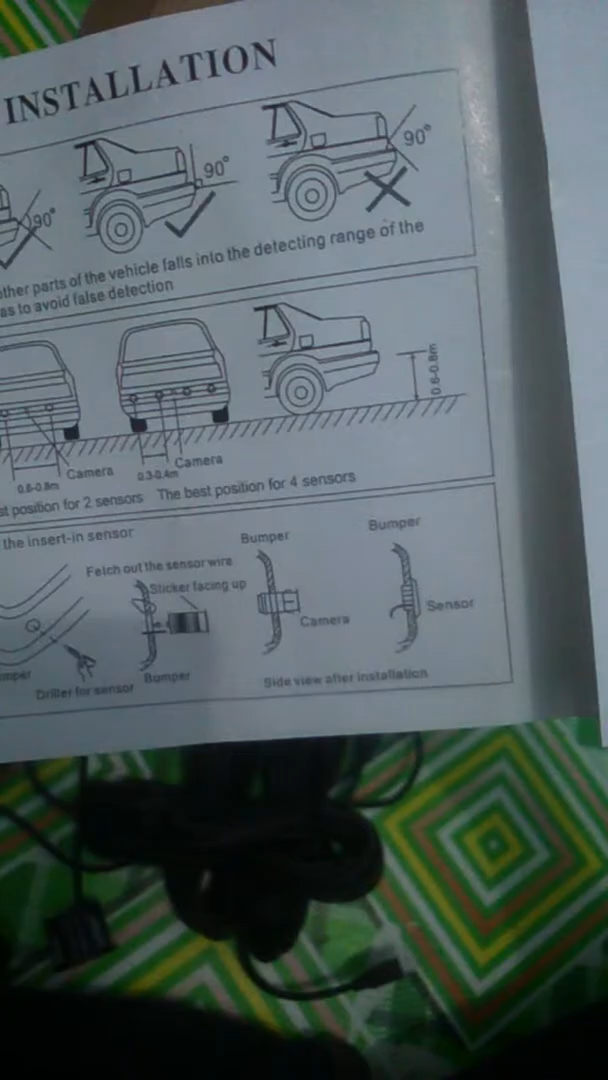 INSTALLATION
90°
90°
90°
other parts of the vehicle falls into the detecting range of the
as to avoid false detection
0.6-0.8m
Camera
Camera
0.6-0.8m
0.3-0.4m
position for 2 sensors The best position for 4 sensors
the insert-in sensor
Bumper
Bumper
Fetch out the sensor wire
Sticker facing up
Camera
Sensor
Driller for sensor
Bumper
Side view after installation